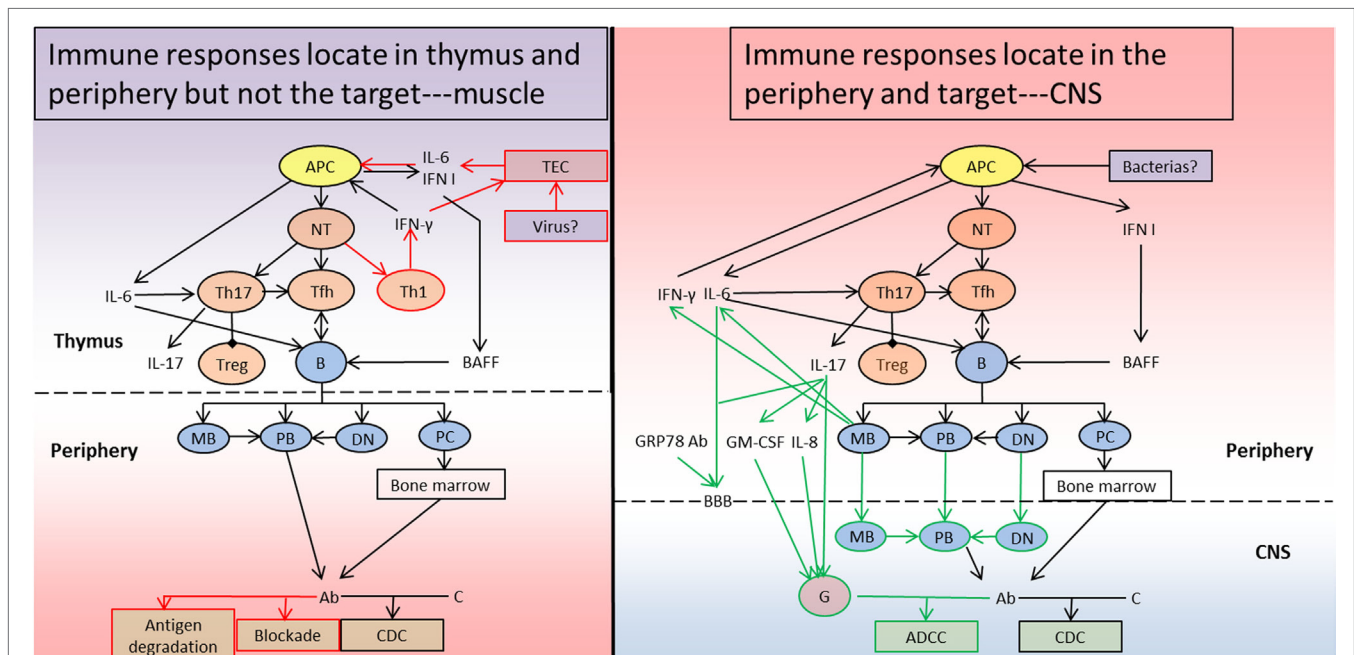 Immune responses locate in thymus and
periphery but not the target---muscle
APC
IL-6
IFN I
TEC
NT
IFN-γ
Virus?
IL-6
Th17
Tfh
Th1
Thymus
IL-17
Treg
B
BAFF
Periphery
MB
PB
DN
PC
Bone marrow
Ab
C
Antigen
degradation
Blockade
CDC
Immune responses locate in the
periphery and target---CNS
APC
Bacterias?
NT
IFN I
IFN-γ
IL-6
Th17
Tfh
IL-17
Treg
B
BAFF
GRP78 Ab
GM-CSF
IL-8
MB
PB
DN
PC
Periphery
Bone marrow
BBB
MB
PB
DN
CNS
G
Ab
C
ADCC
CDC